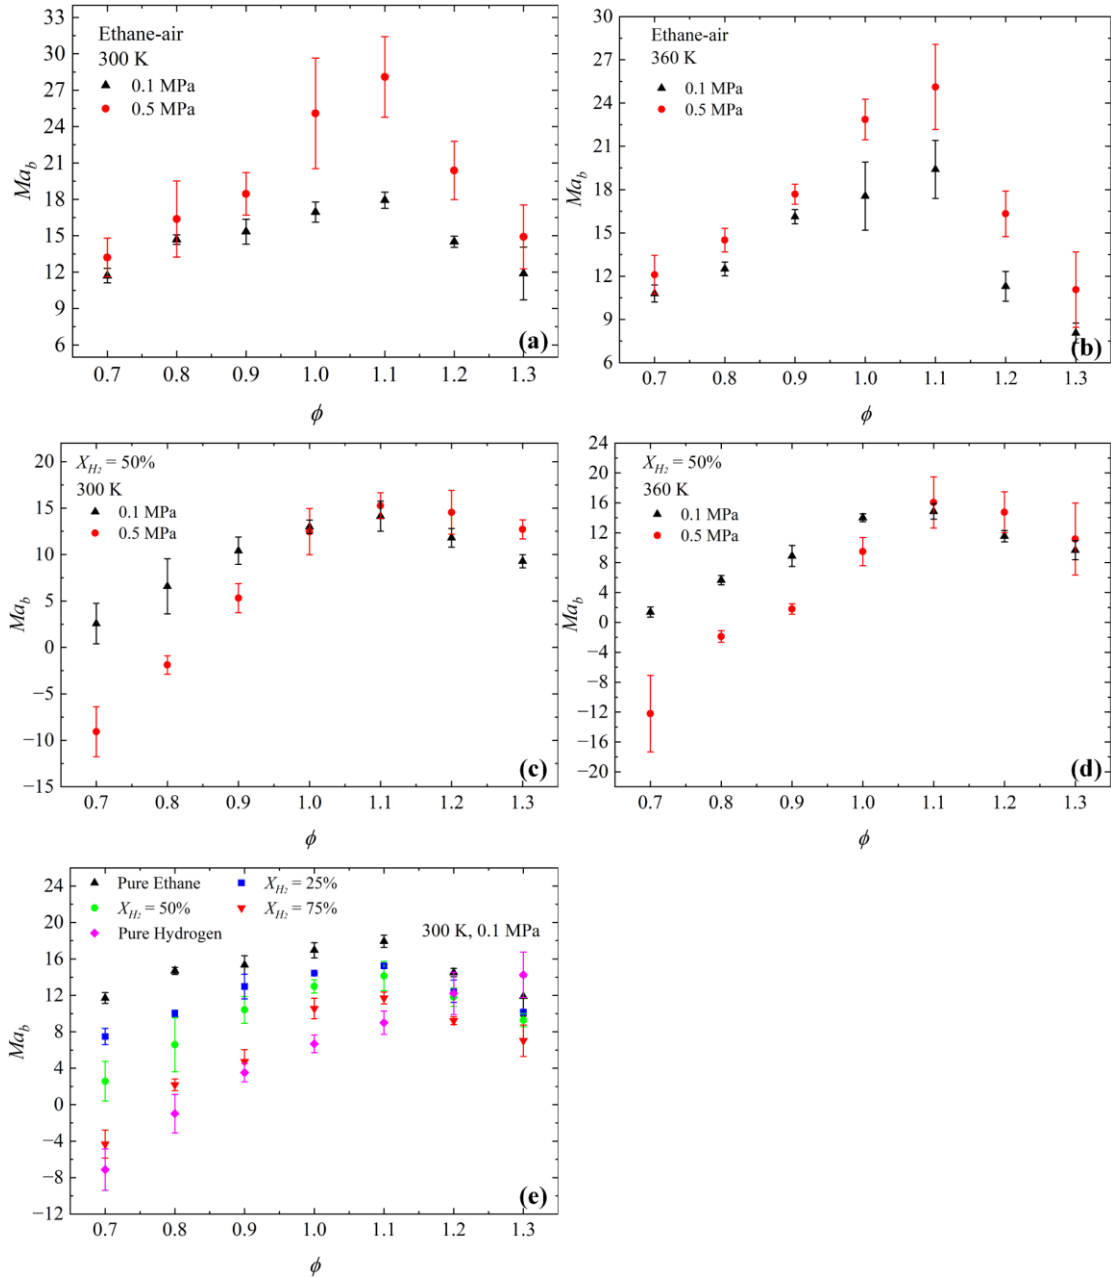 33
30
27
24
21
18
15
12
9
6
Ma_b
Ethane-air
300 K
0.1 MPa
0.5 MPa
(a)
0.7 0.8 0.9 1.0 1.1 1.2 1.3
ϕ
30
27
24
21
18
15
12
9
6
Ma_b
Ethane-air
360 K
0.1 MPa
0.5 MPa
(b)
0.7 0.8 0.9 1.0 1.1 1.2 1.3
ϕ
20
15
10
5
0
−5
−10
−15
Ma_b
X_H₂ = 50%
300 K
0.1 MPa
0.5 MPa
(c)
0.7 0.8 0.9 1.0 1.1 1.2 1.3
ϕ
24
20
16
12
8
4
0
−4
−8
−12
−16
−20
Ma_b
X_H₂ = 50%
360 K
0.1 MPa
0.5 MPa
(d)
0.7 0.8 0.9 1.0 1.1 1.2 1.3
ϕ
24
20
16
12
8
4
0
−4
−8
−12
Ma_b
Pure Ethane X_H₂ = 25%
X_H₂ = 50% X_H₂ = 75%
Pure Hydrogen
300 K, 0.1 MPa
(e)
0.7 0.8 0.9 1.0 1.1 1.2 1.3
ϕ